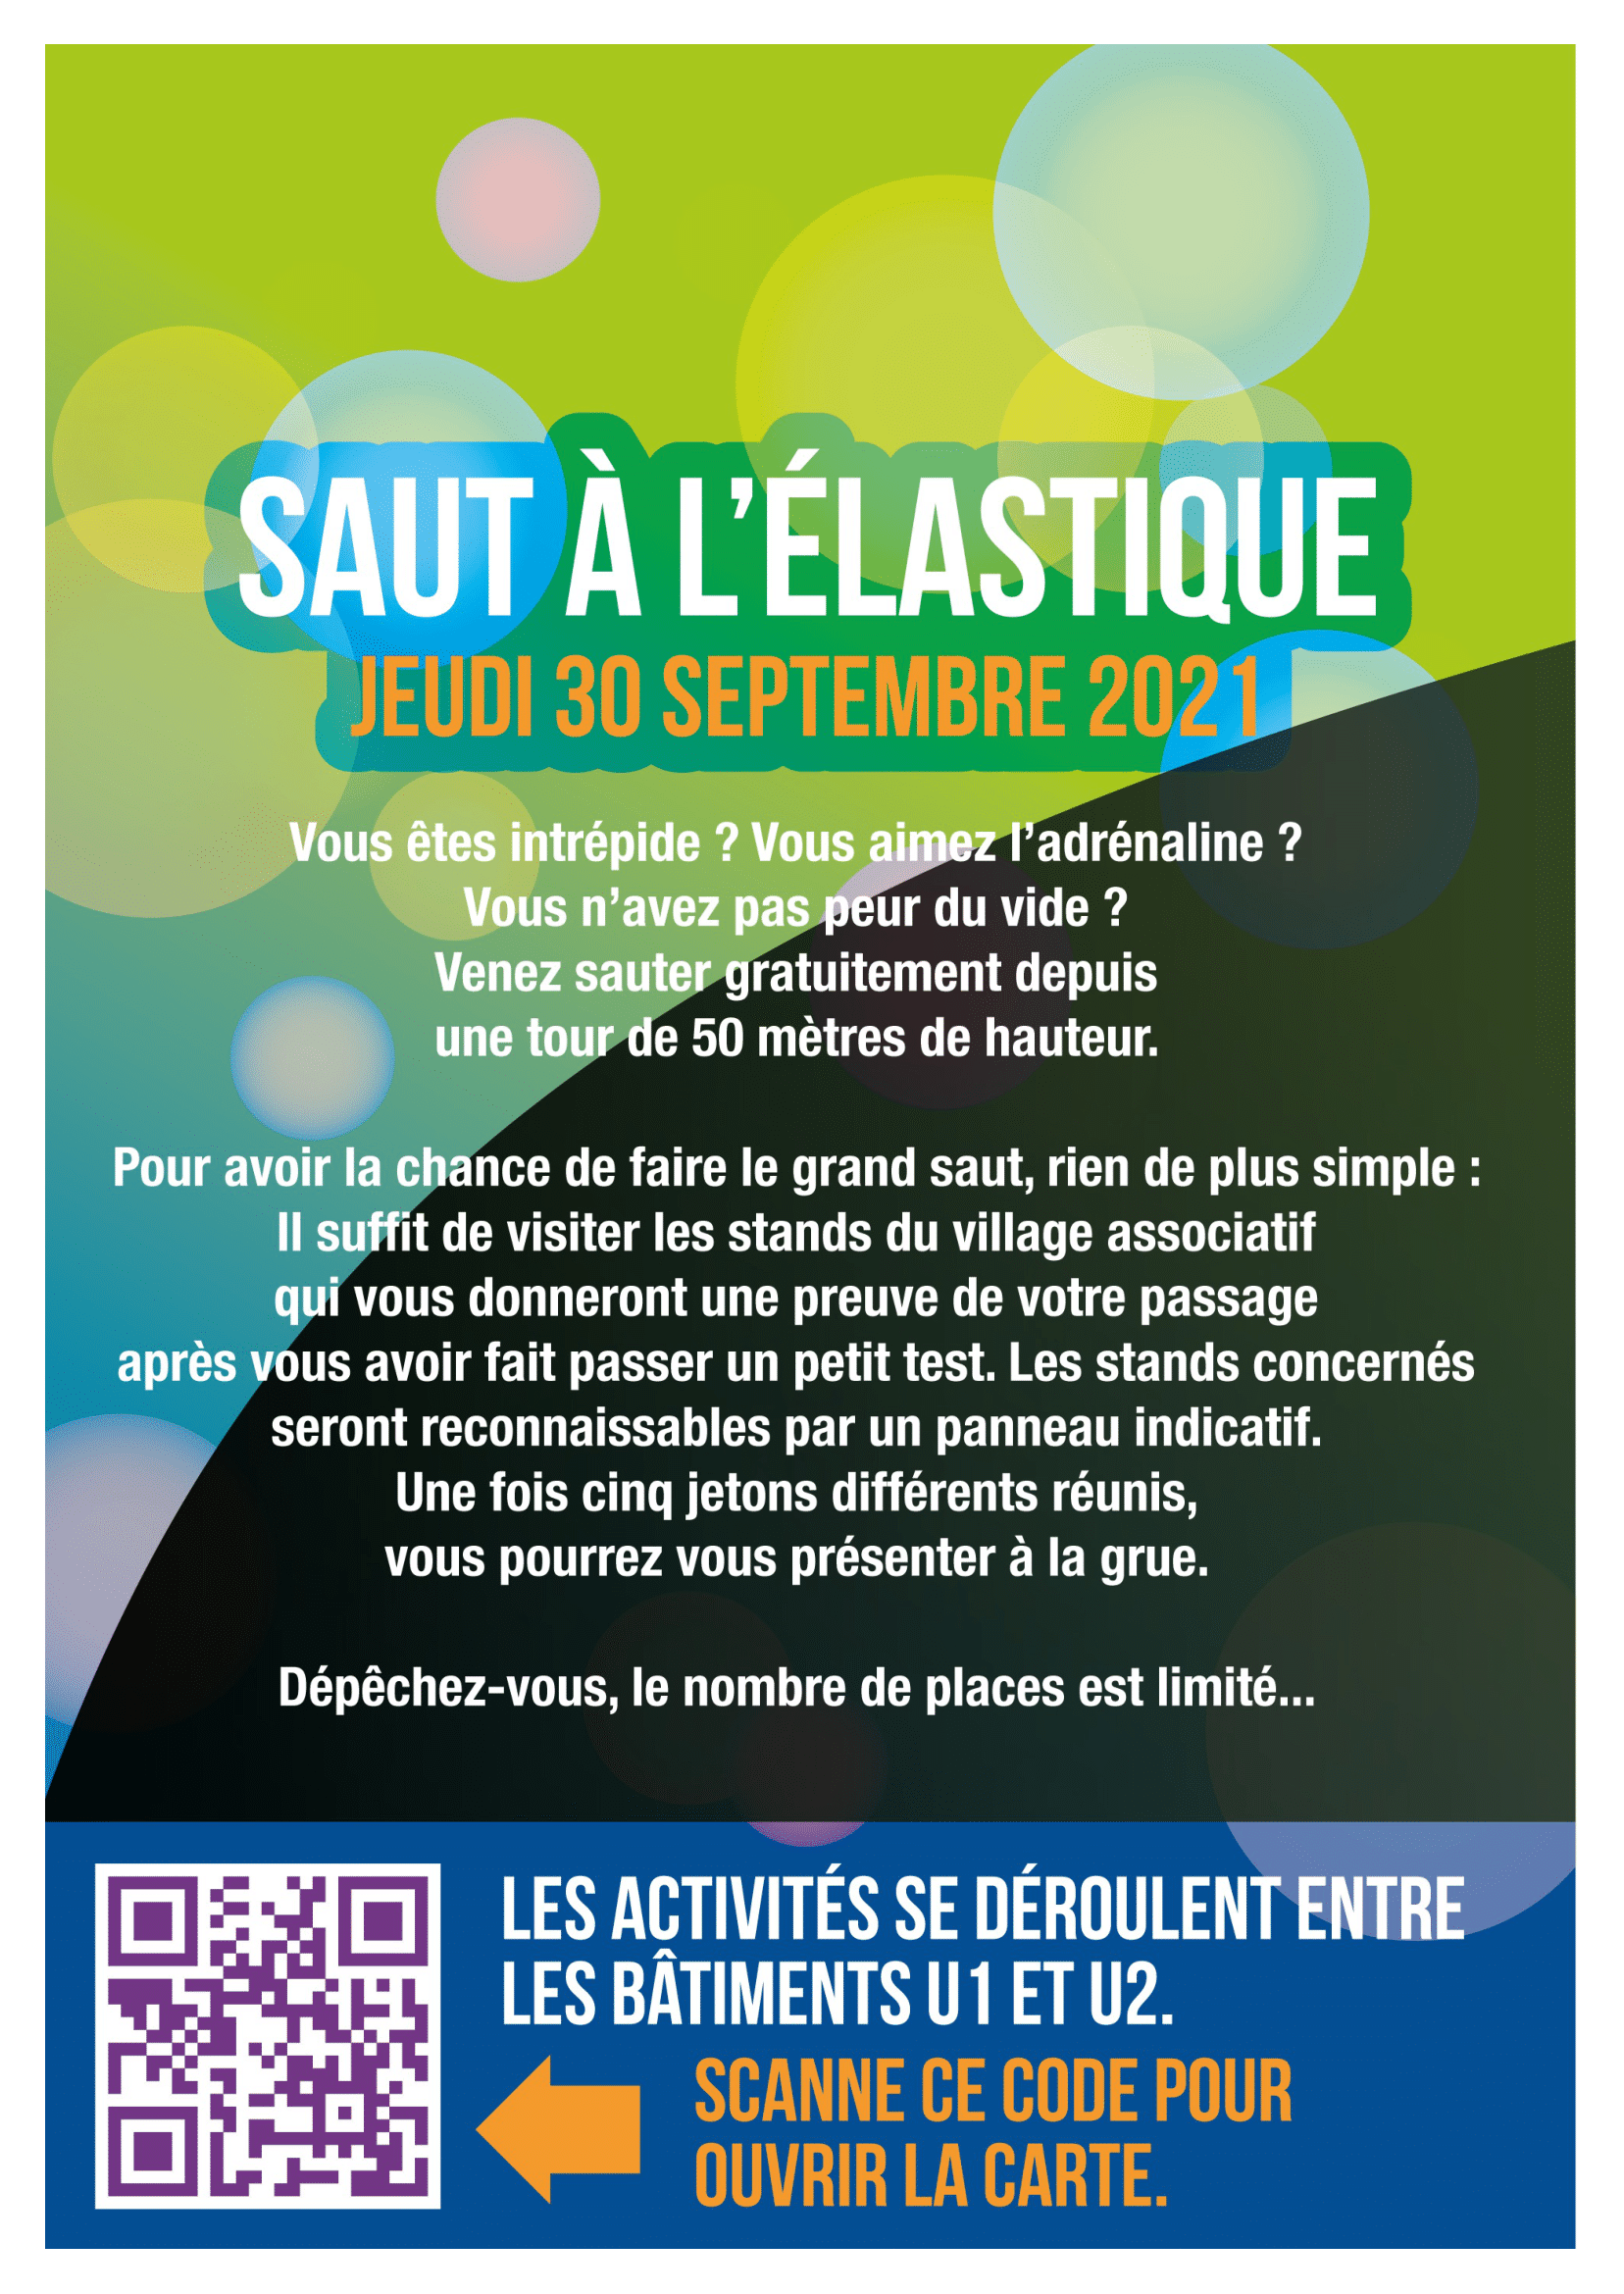 SAUT À L’ÉLASTIQUE
JEUDI 30 SEPTEMBRE 2021
Vous êtes intrépide ? Vous aimez l’adrénaline ?
Vous n’avez pas peur du vide ?
Venez sauter gratuitement depuis
une tour de 50 mètres de hauteur.
Pour avoir la chance de faire le grand saut, rien de plus simple :
Il suffit de visiter les stands du village associatif
qui vous donneront une preuve de votre passage
après vous avoir fait passer un petit test. Les stands concernés
seront reconnaissables par un panneau indicatif.
Une fois cinq jetons différents réunis,
vous pourrez vous présenter à la grue.
Dépêchez-vous, le nombre de places est limité...
LES ACTIVITÉS SE DÉROULENT ENTRE
LES BÂTIMENTS U1 ET U2.
SCANNE CE CODE POUR
OUVRIR LA CARTE.